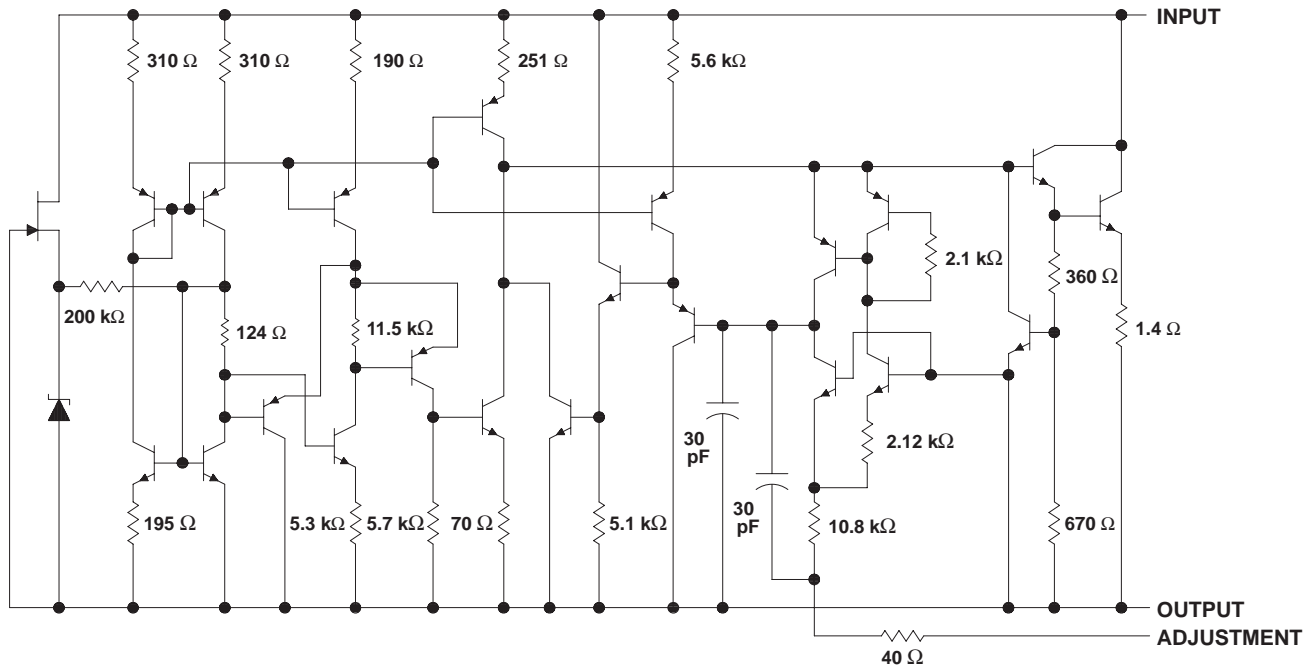 INPUT
310 Ω
310 Ω
190 Ω
251 Ω
5.6 kΩ
2.1 kΩ
360 Ω
200 kΩ
124 Ω
11.5 kΩ
1.4 Ω
30
pF
2.12 kΩ
30
pF
195 Ω
5.3 kΩ
5.7 kΩ
70 Ω
5.1 kΩ
10.8 kΩ
670 Ω
OUTPUT
ADJUSTMENT
40 Ω